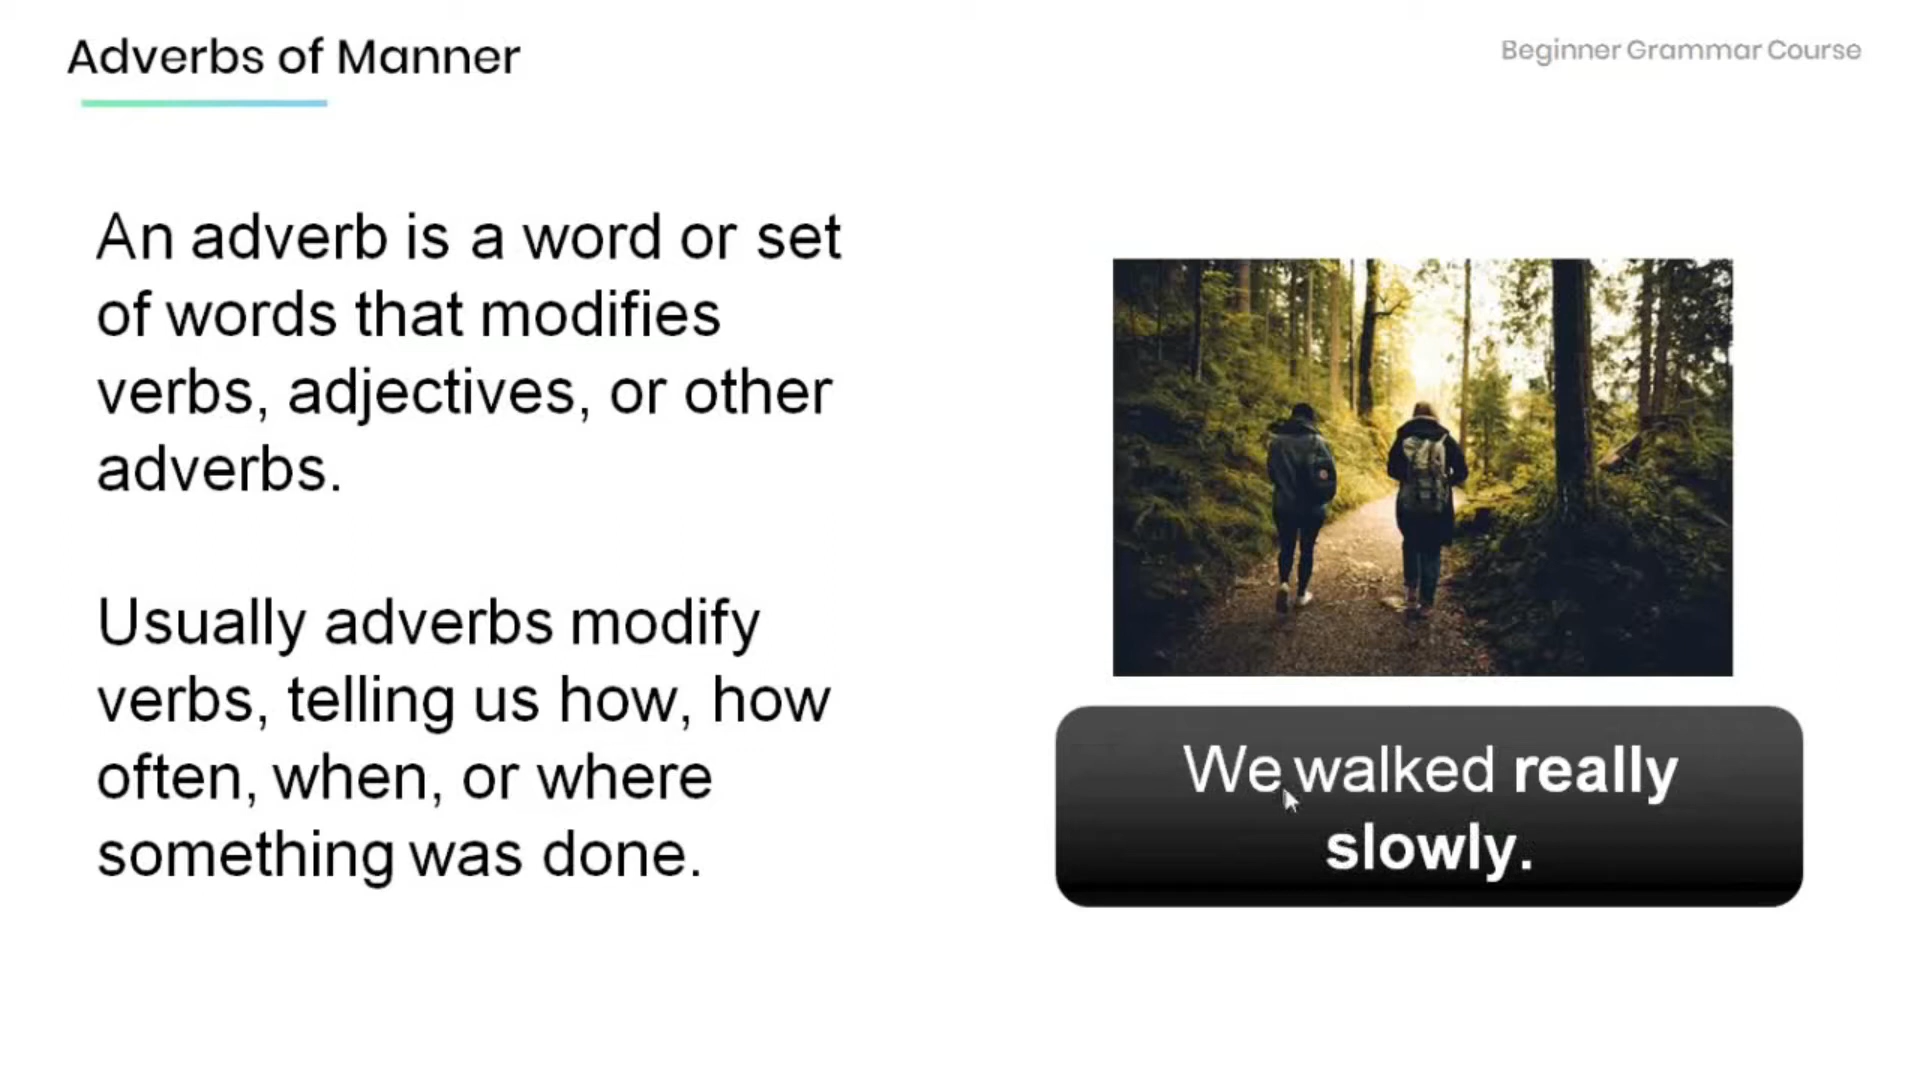 Adverbs of Manner
Beginner Grammar Course
An adverb is a word or set
of words that modifies
verbs, adjectives, or other
adverbs.
Usually adverbs modify
verbs, telling us how, how
often, when, or where
something was done.
We walked really
slowly.